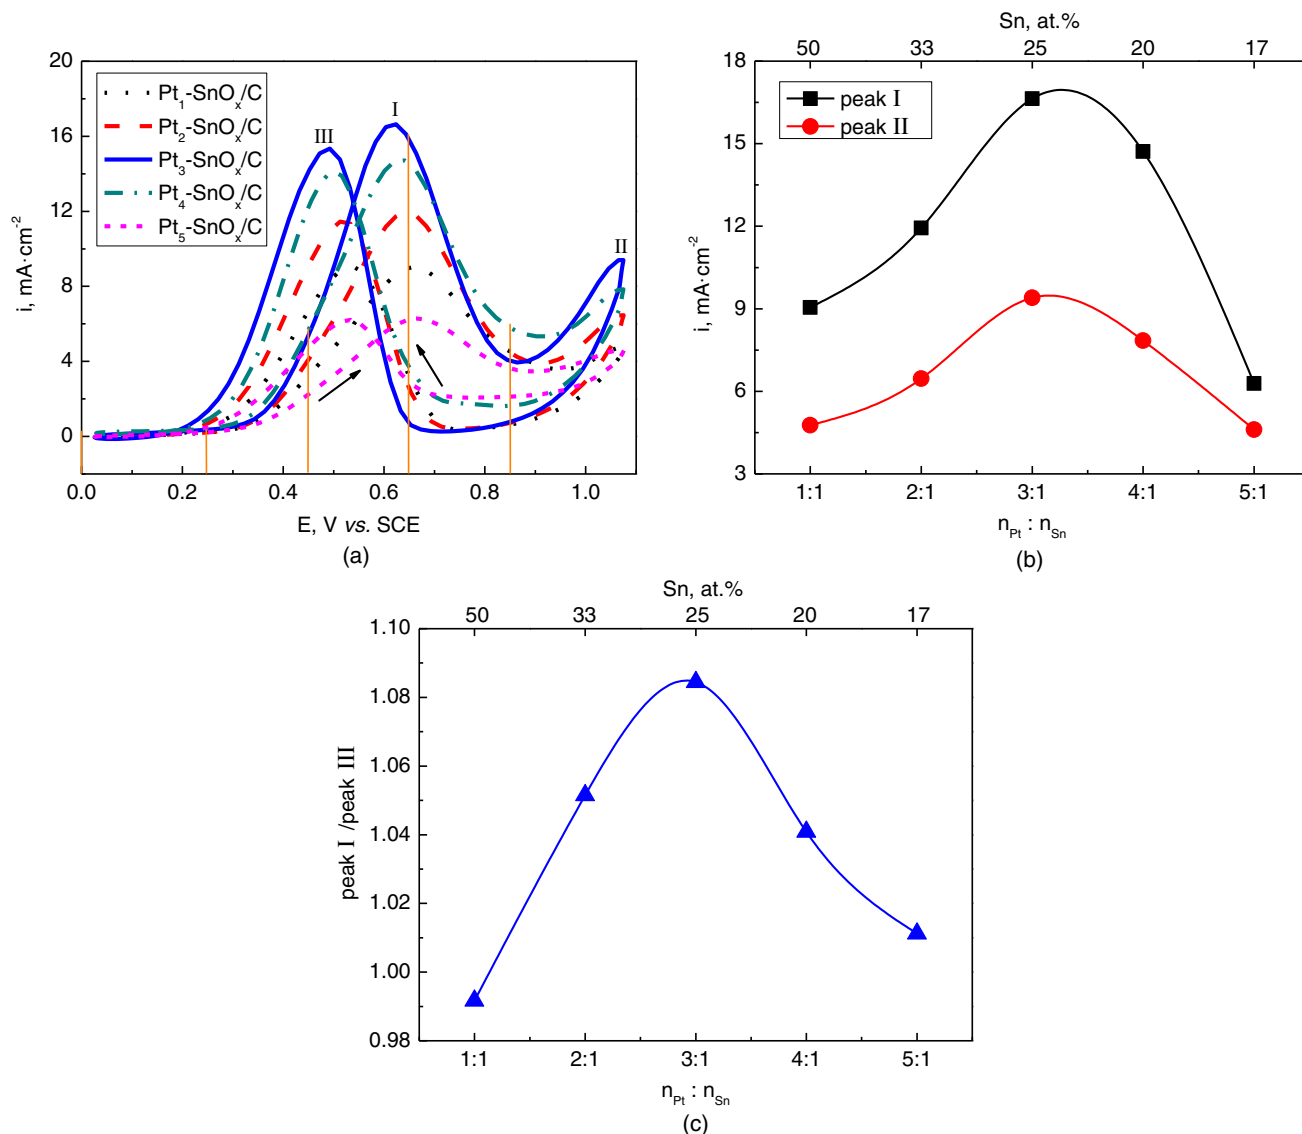 20
16
12
8
4
0
i, mA·cm⁻²
Pt₁-SnOₓ/C
Pt₂-SnOₓ/C
Pt₃-SnOₓ/C
Pt₄-SnOₓ/C
Pt₅-SnOₓ/C
III
I
II
0.0 0.2 0.4 0.6 0.8 1.0
E, V vs. SCE
(a)
Sn, at.%
50 33 25 20 17
18
15
12
9
6
3
i, mA·cm⁻²
peak I
peak II
1:1 2:1 3:1 4:1 5:1
n_Pt : n_Sn
(b)
Sn, at.%
50 33 25 20 17
1.10
1.08
1.06
1.04
1.02
1.00
0.98
peak I /peak III
1:1 2:1 3:1 4:1 5:1
n_Pt : n_Sn
(c)